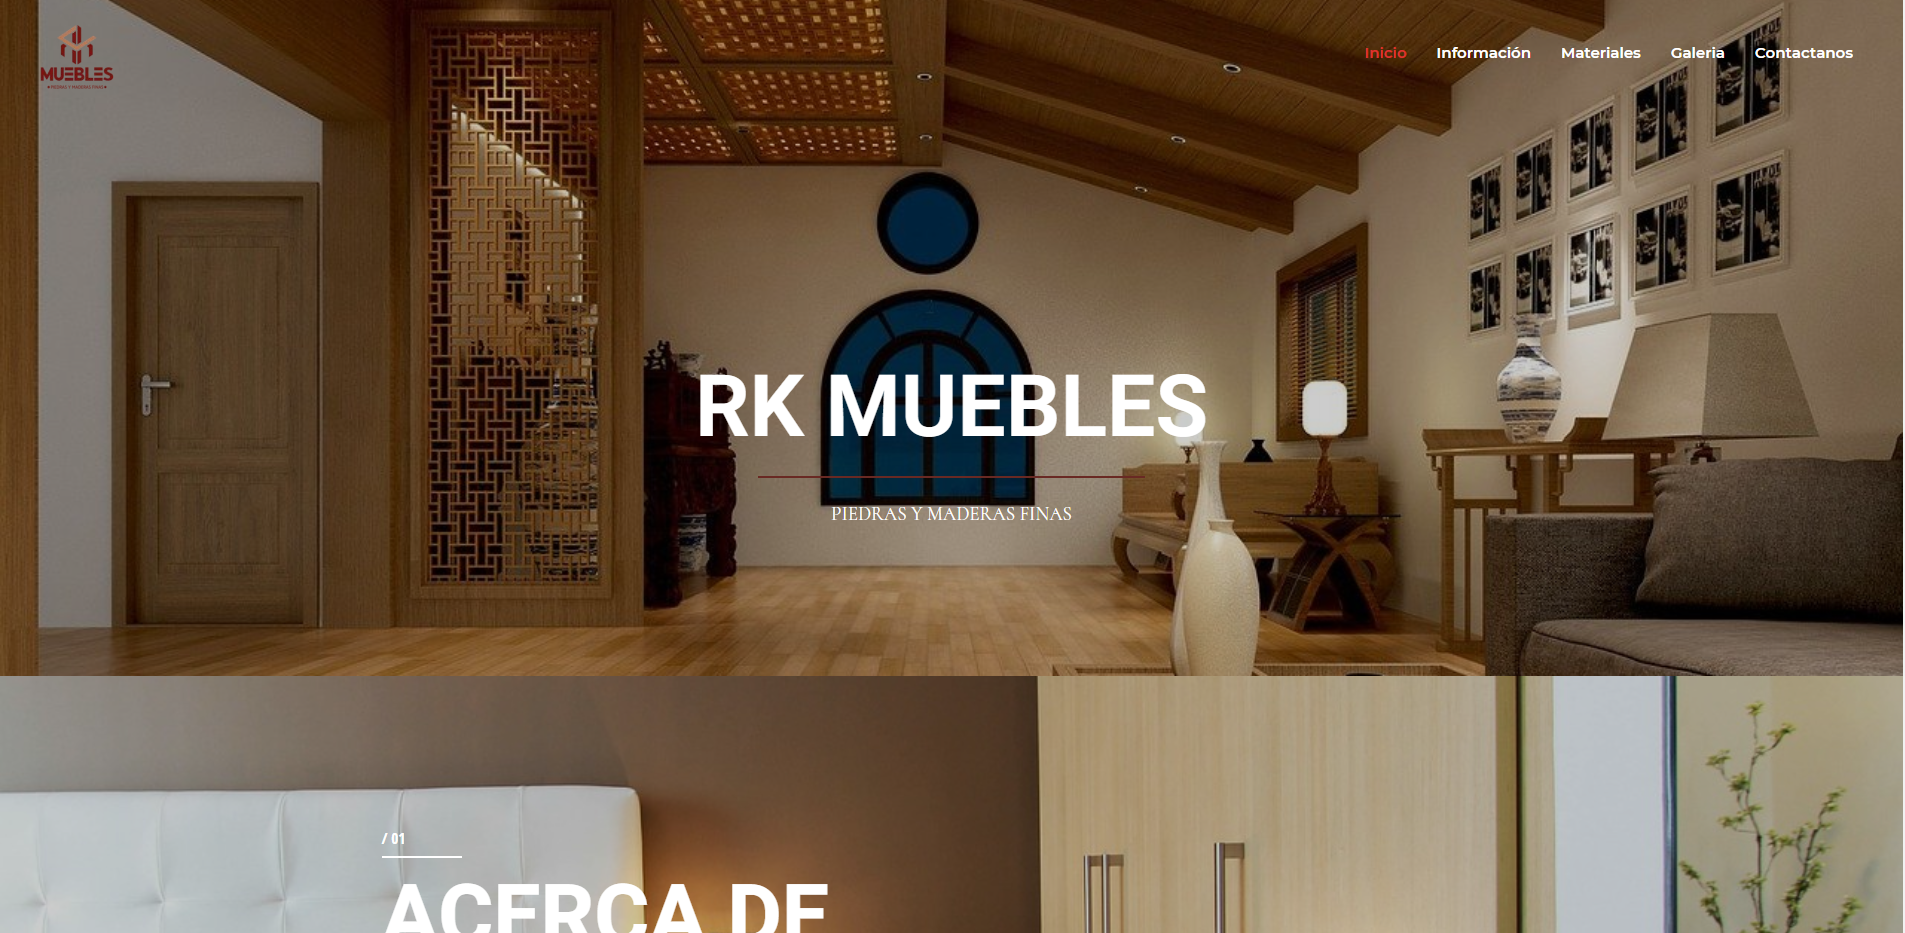 MUEBLES
PIEDRAS Y MADERAS FINAS
Inicio
Información
Materiales
Galeria
Contactanos
RK MUEBLES
PIEDRAS Y MADERAS FINAS
/ 01
ACERCA DE